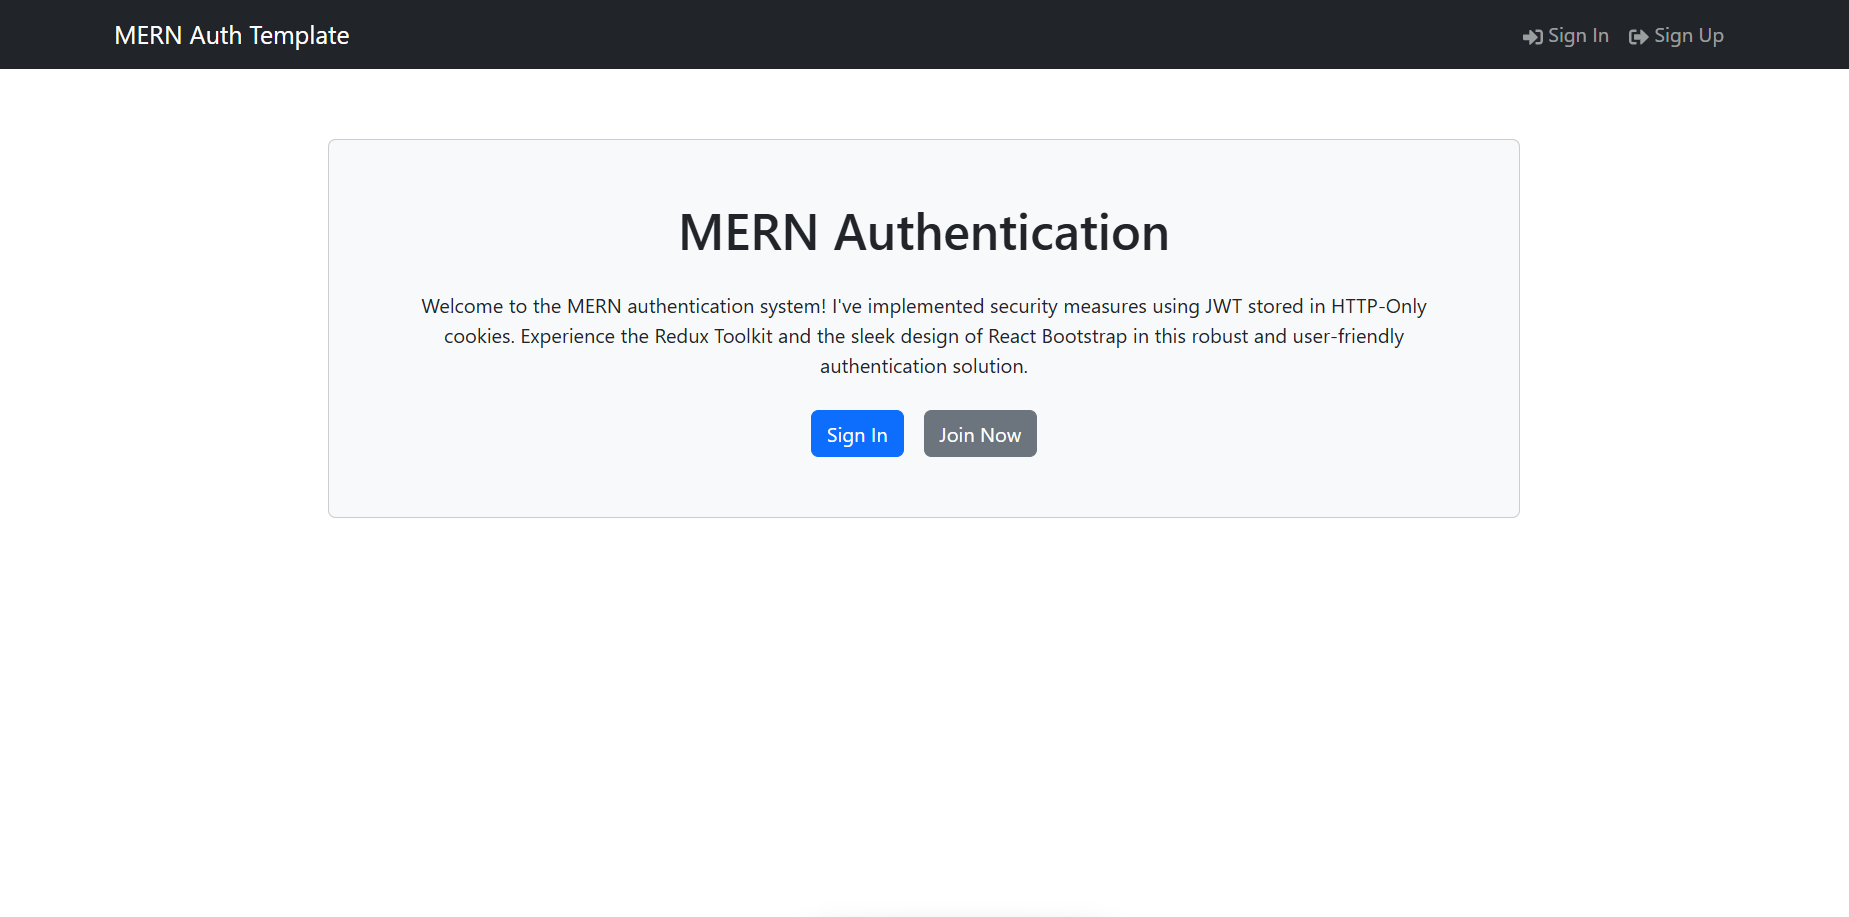 MERN Auth Template
Sign In
Sign Up
MERN Authentication
Welcome to the MERN authentication system! I've implemented security measures using JWT stored in HTTP-Only
cookies. Experience the Redux Toolkit and the sleek design of React Bootstrap in this robust and user-friendly
authentication solution.
Sign In
Join Now